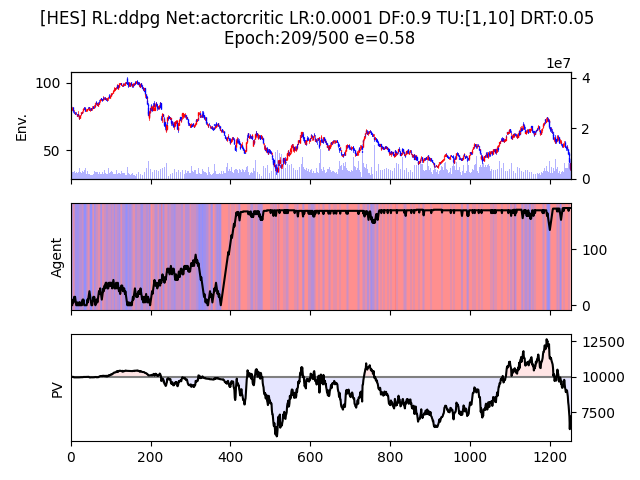 [HES] RL:ddpg Net:actorcritic LR:0.0001 DF:0.9 TU:[1,10] DRT:0.05
Epoch:209/500 e=0.58
1e7
100
50
Env.
4
2
0
Agent
100
0
PV
12500
10000
7500
0
200
400
600
800
1000
1200